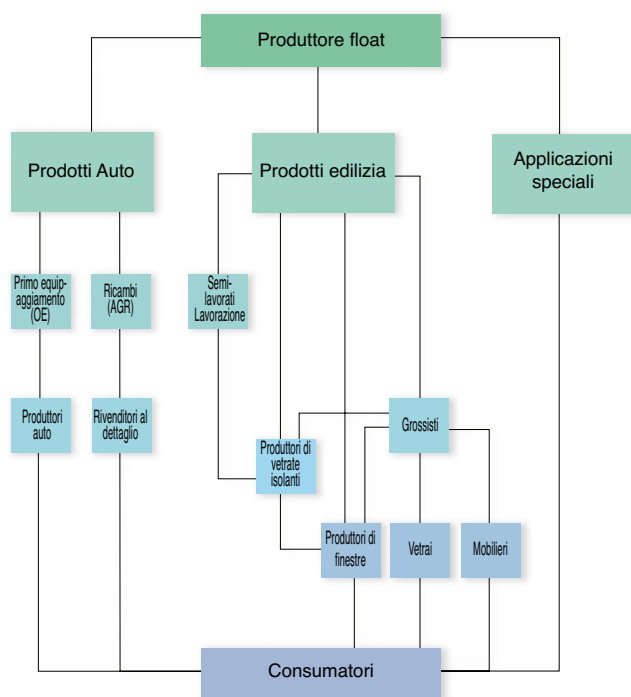 Produttore float
Prodotti Auto
Prodotti edilizia
Applicazioni
speciali
Primo equip-
aggiamento
(OE)
Ricambi
(AGR)
Semi-
lavorati
Lavorazione
Produttori
auto
Rivenditori al
dettaglio
Grossisti
Produttori di
vetrate
isolanti
Produttori di
finestre
Vetrai
Mobilieri
Consumatori